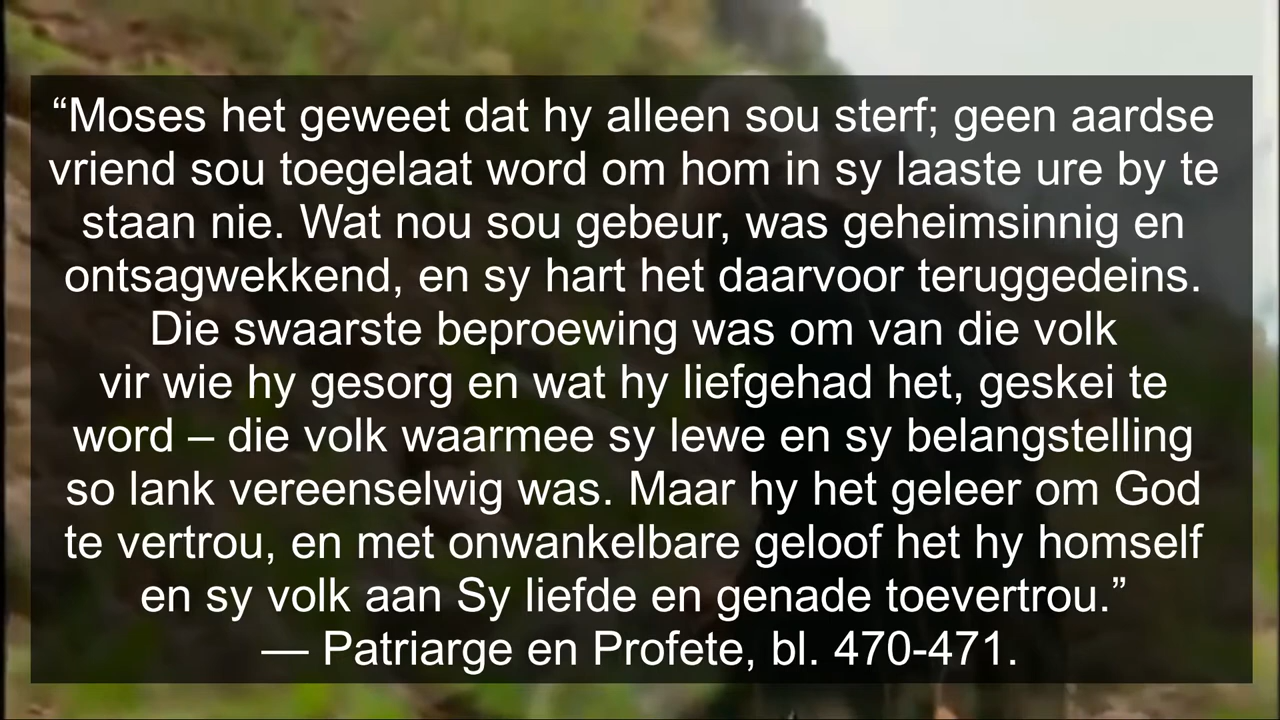 “Moses het geweet dat hy alleen sou sterf; geen aardse
vriend sou toegelaat word om hom in sy laaste ure by te
staan nie. Wat nou sou gebeur, was geheimsinnig en
ontsagwekkend, en sy hart het daarvoor teruggedeins.
Die swaarste beproewing was om van die volk
vir wie hy gesorg en wat hy liefgehad het, geskei te
word – die volk waarmee sy lewe en sy belangstelling
so lank vereenselwig was. Maar hy het geleer om God
te vertrou, en met onwankelbare geloof het hy homself
en sy volk aan Sy liefde en genade toevertrou.”
— Patriarge en Profete, bl. 470-471.